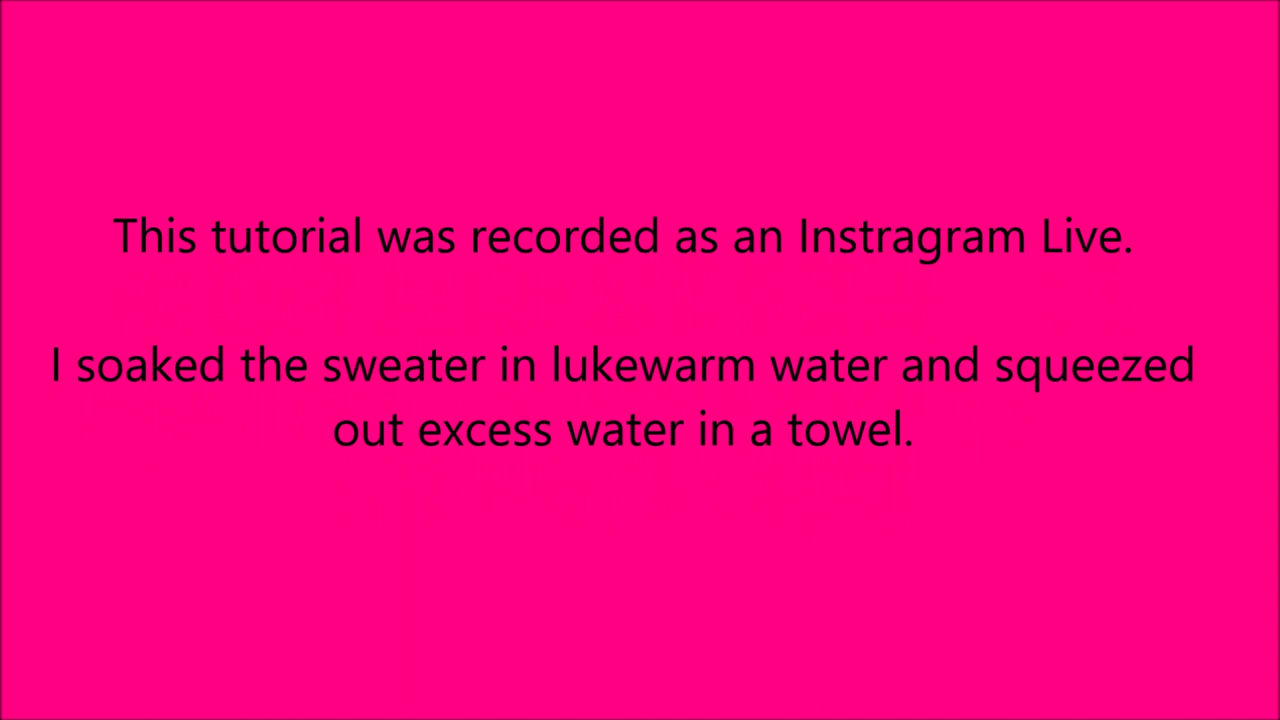 This tutorial was recorded as an Instragram Live.
I soaked the sweater in lukewarm water and squeezed
out excess water in a towel.